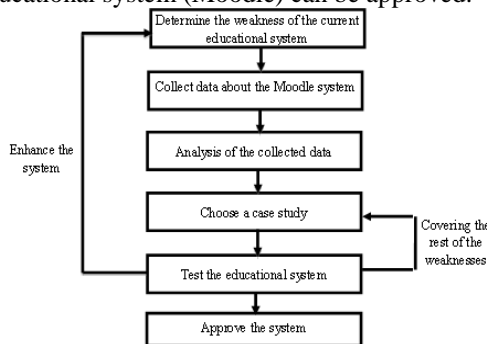 ucational system (Moodle) can be approved.
Determine the weakness of the current
educational system
Collect data about the Moodle system
Analysis of the collected data
Enhance the
system
Choose a case study
Covering the
rest of the
weaknesses
Test the educational system
Approve the system